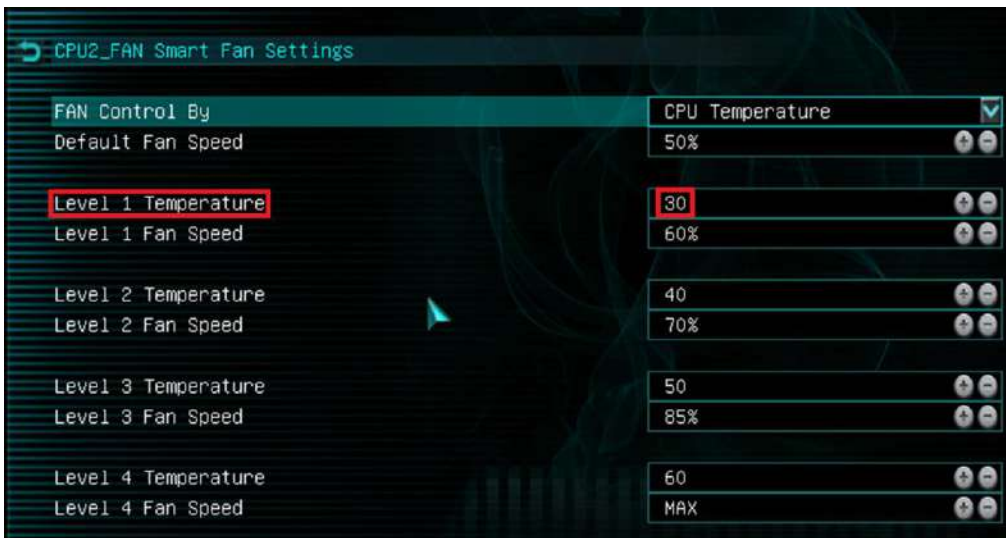 CPU2_FAN Smart Fan Settings
FAN Control By CPU Temperature
Default Fan Speed 50%
Level 1 Temperature 30
Level 1 Fan Speed 60%
Level 2 Temperature 40
Level 2 Fan Speed 70%
Level 3 Temperature 50
Level 3 Fan Speed 85%
Level 4 Temperature 60
Level 4 Fan Speed MAX